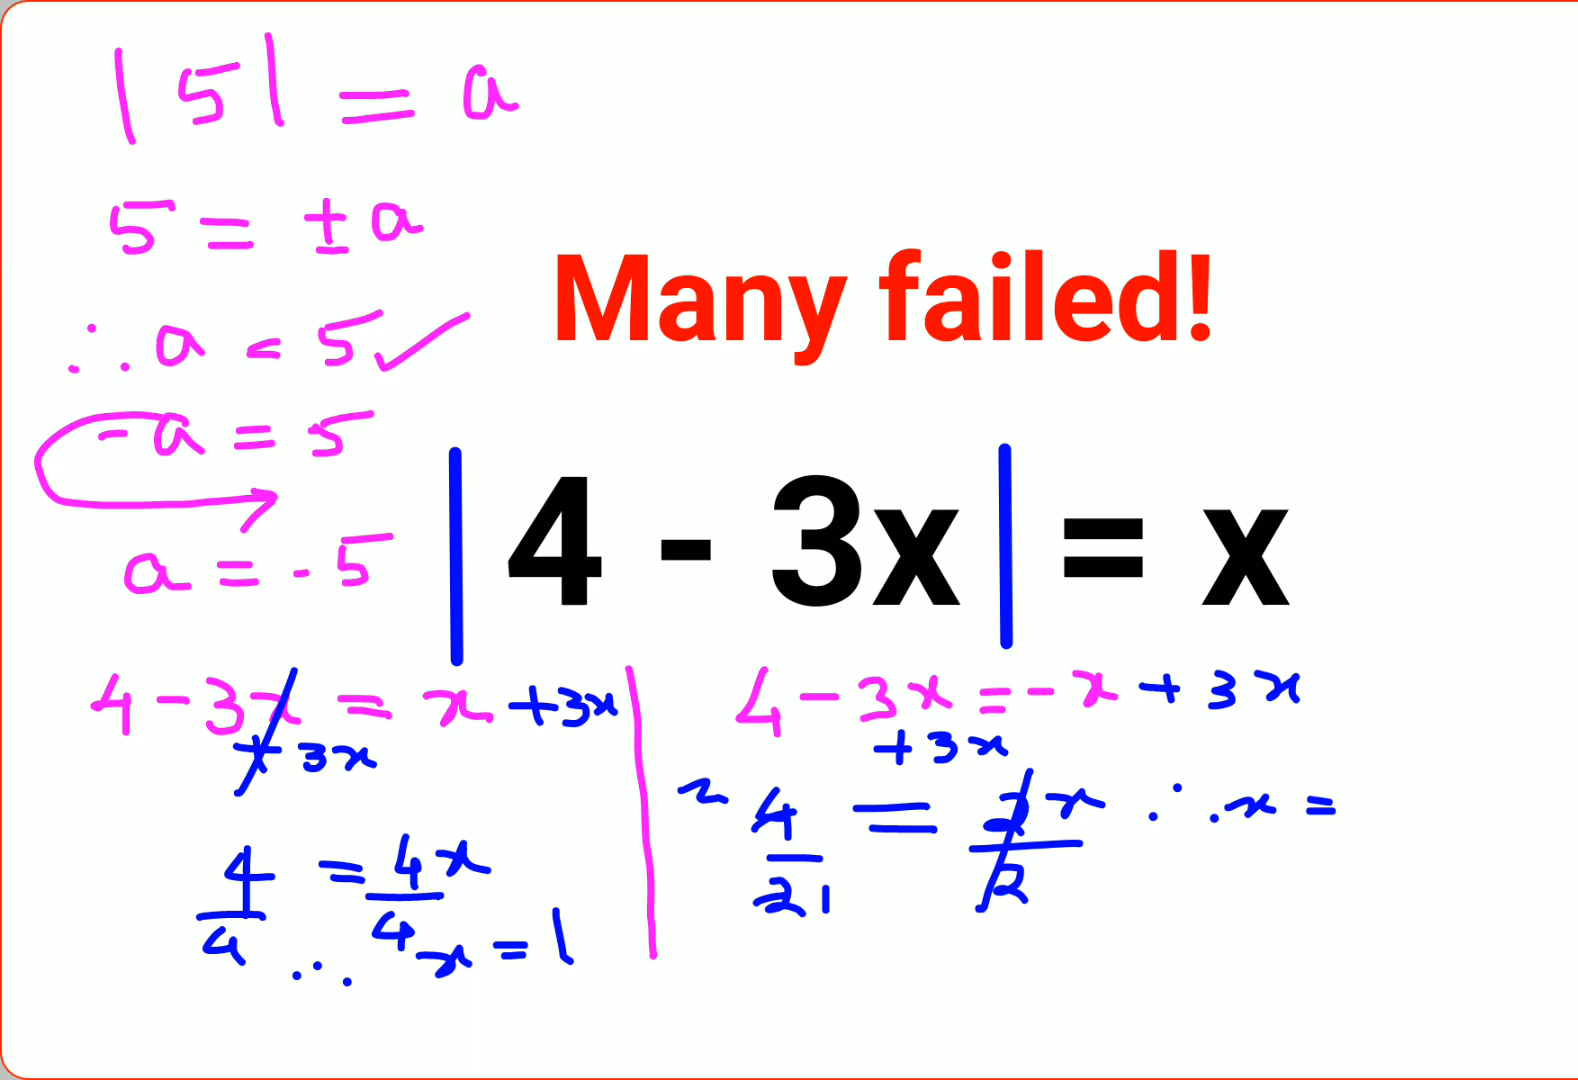 |5| = a
5 = ± a
∴ a = 5 ✓
- a = 5
a = - 5
Many failed!
|4 - 3x| = x
4 - 3x = x + 3x
+ 3x
4/4 = 4x/4
∴ x = 1
4 - 3x = - x + 3x
+ 3x
4/2 = 2x/2 ∴ x =